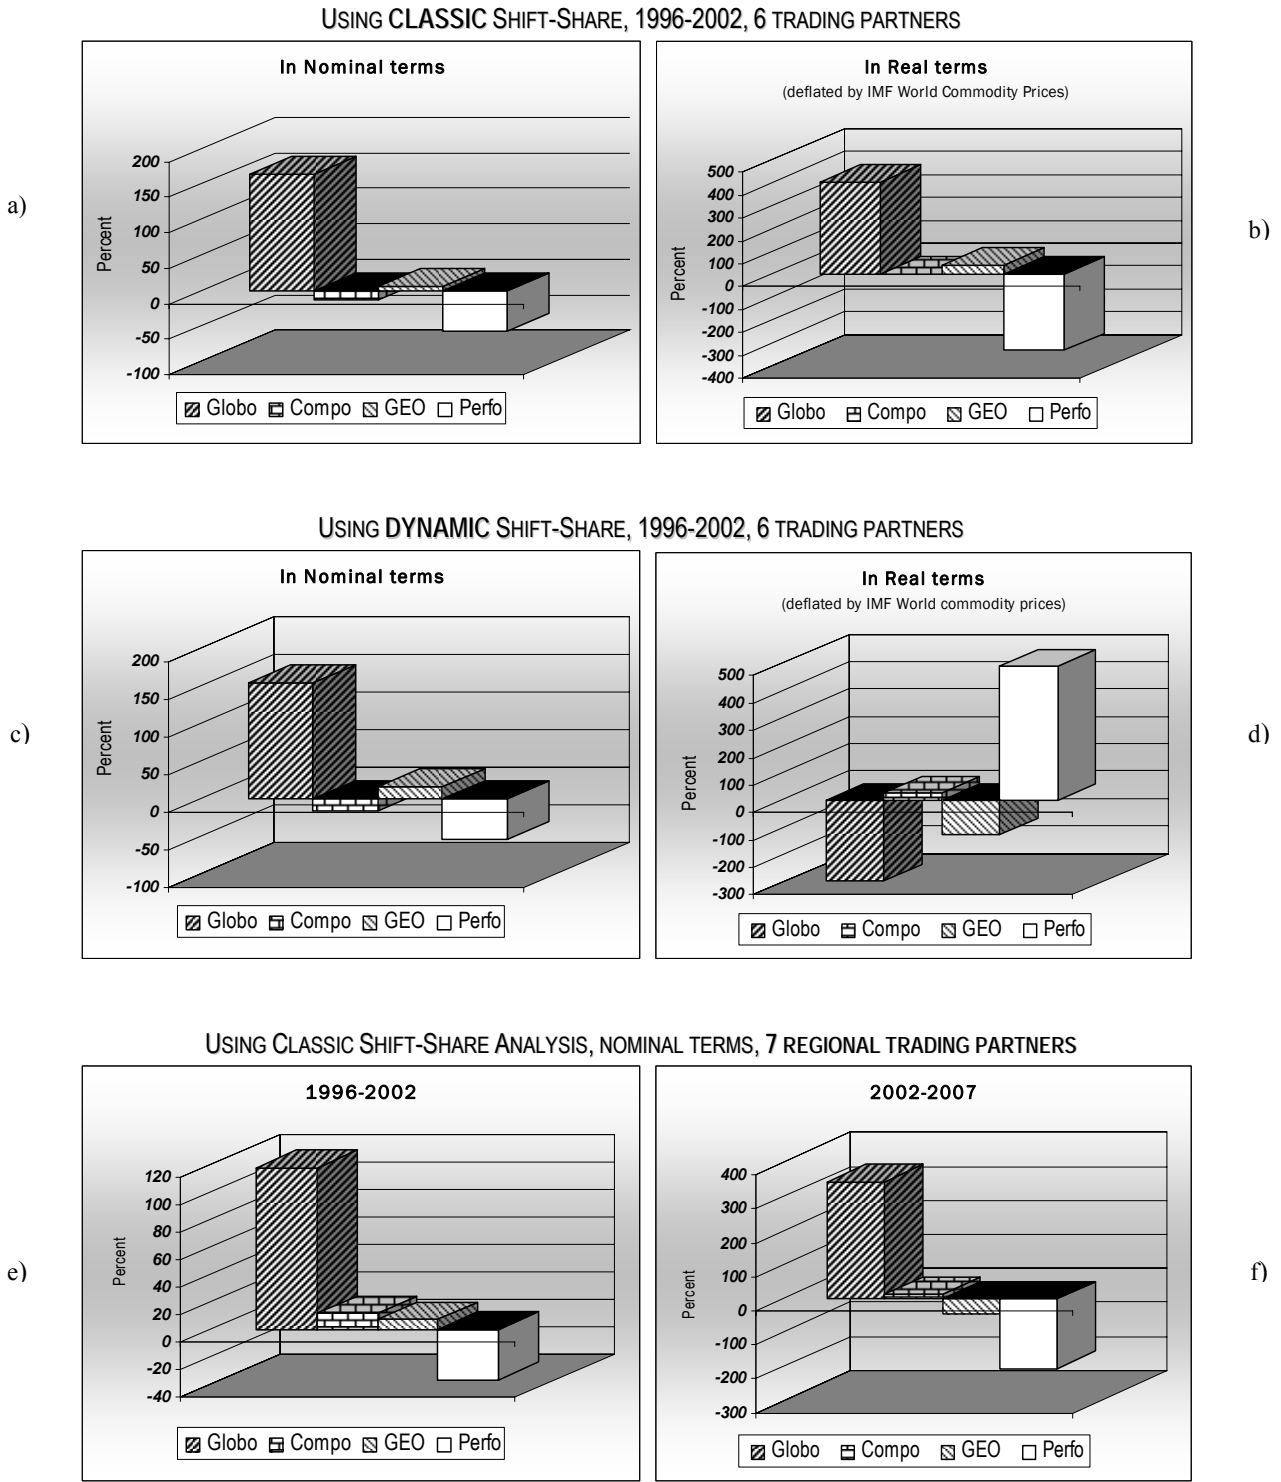 USING CLASSIC SHIFT-SHARE, 1996-2002, 6 TRADING PARTNERS
a)
In Nominal terms
Percent
200
150
100
50
0
-50
-100
Globo Compo GEO Perfo
b)
In Real terms
(deflated by IMF World Commodity Prices)
Percent
500
400
300
200
100
0
-100
-200
-300
-400
Globo Compo GEO Perfo
USING DYNAMIC SHIFT-SHARE, 1996-2002, 6 TRADING PARTNERS
c)
In Nominal terms
Percent
200
150
100
50
0
-50
-100
Globo Compo GEO Perfo
d)
In Real terms
(deflated by IMF World commodity prices)
Percent
500
400
300
200
100
0
-100
-200
-300
Globo Compo GEO Perfo
USING CLASSIC SHIFT-SHARE ANALYSIS, NOMINAL TERMS, 7 REGIONAL TRADING PARTNERS
e)
1996-2002
Percent
120
100
80
60
40
20
0
-20
-40
Globo Compo GEO Perfo
f)
2002-2007
Percent
400
300
200
100
0
-100
-200
-300
Globo Compo GEO Perfo